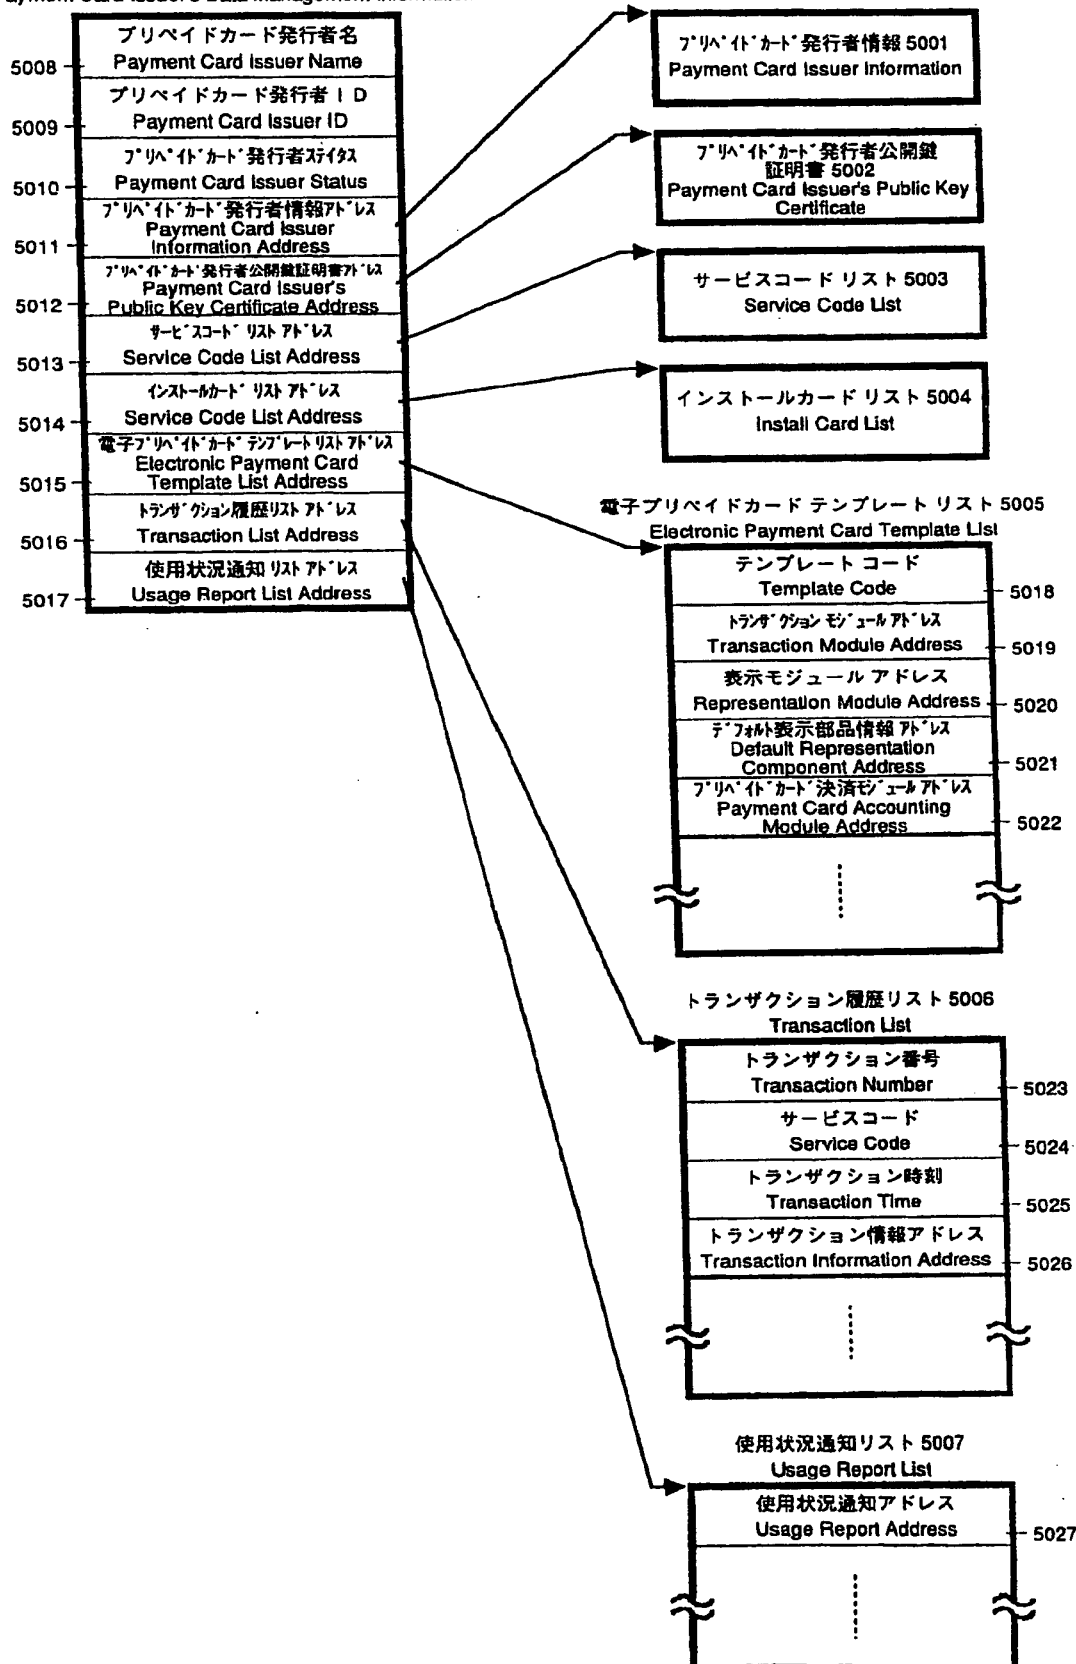 プリペイドカード発行者名
Payment Card Issuer Name
5008
プリペイドカード発行者ID
Payment Card Issuer ID
5009
プリペイドカード発行者ステイタス
Payment Card Issuer Status
5010
プリペイドカード発行者情報アドレス
Payment Card Issuer
Information Address
5011
プリペイドカード発行者公開鍵証明書アドレス
Payment Card Issuer's
Public Key Certificate Address
5012
サービスコード リスト アドレス
Service Code List Address
5013
インストールカード リスト アドレス
Service Code List Address
5014
電子プリペイドカード テンプレート リスト アドレス
Electronic Payment Card
Template List Address
5015
トランザクション履歴リスト アドレス
Transaction List Address
5016
使用状況通知 リスト アドレス
Usage Report List Address
5017
プリペイドカード発行者情報 5001
Payment Card Issuer Information
プリペイドカード発行者公開鍵
証明書 5002
Payment Card Issuer's Public Key
Certificate
サービスコード リスト 5003
Service Code List
インストールカード リスト 5004
Install Card List
電子プリペイドカード テンプレート リスト 5005
Electronic Payment Card Template List
テンプレート コード
Template Code
5018
トランザクション モジュール アドレス
Transaction Module Address
5019
表示モジュール アドレス
Representation Module Address
5020
デフォルト表示部品情報 アドレス
Default Representation
Component Address
5021
プリペイドカード決済モジュール アドレス
Payment Card Accounting
Module Address
5022
トランザクション履歴リスト 5006
Transaction List
トランザクション番号
Transaction Number
5023
サービスコード
Service Code
5024
トランザクション時刻
Transaction Time
5025
トランザクション情報アドレス
Transaction Information Address
5026
使用状況通知リスト 5007
Usage Report List
使用状況通知アドレス
Usage Report Address
5027